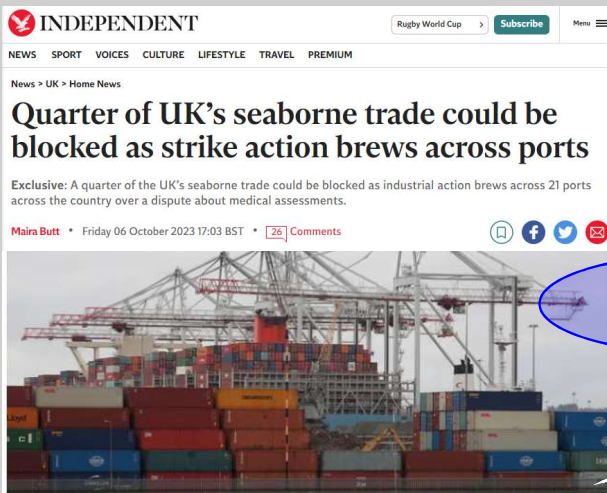 INDEPENDENT
Rugby World Cup >
Subscribe
Menu
NEWS SPORT VOICES CULTURE LIFESTYLE TRAVEL PREMIUM
News > UK > Home News
Quarter of UK's seaborne trade could be
blocked as strike action brews across ports
Exclusive: A quarter of the UK's seaborne trade could be blocked as industrial action brews across 21 ports
across the country over a dispute about medical assessments.
Maira Butt • Friday 06 October 2023 17:03 BST • 26 Comments